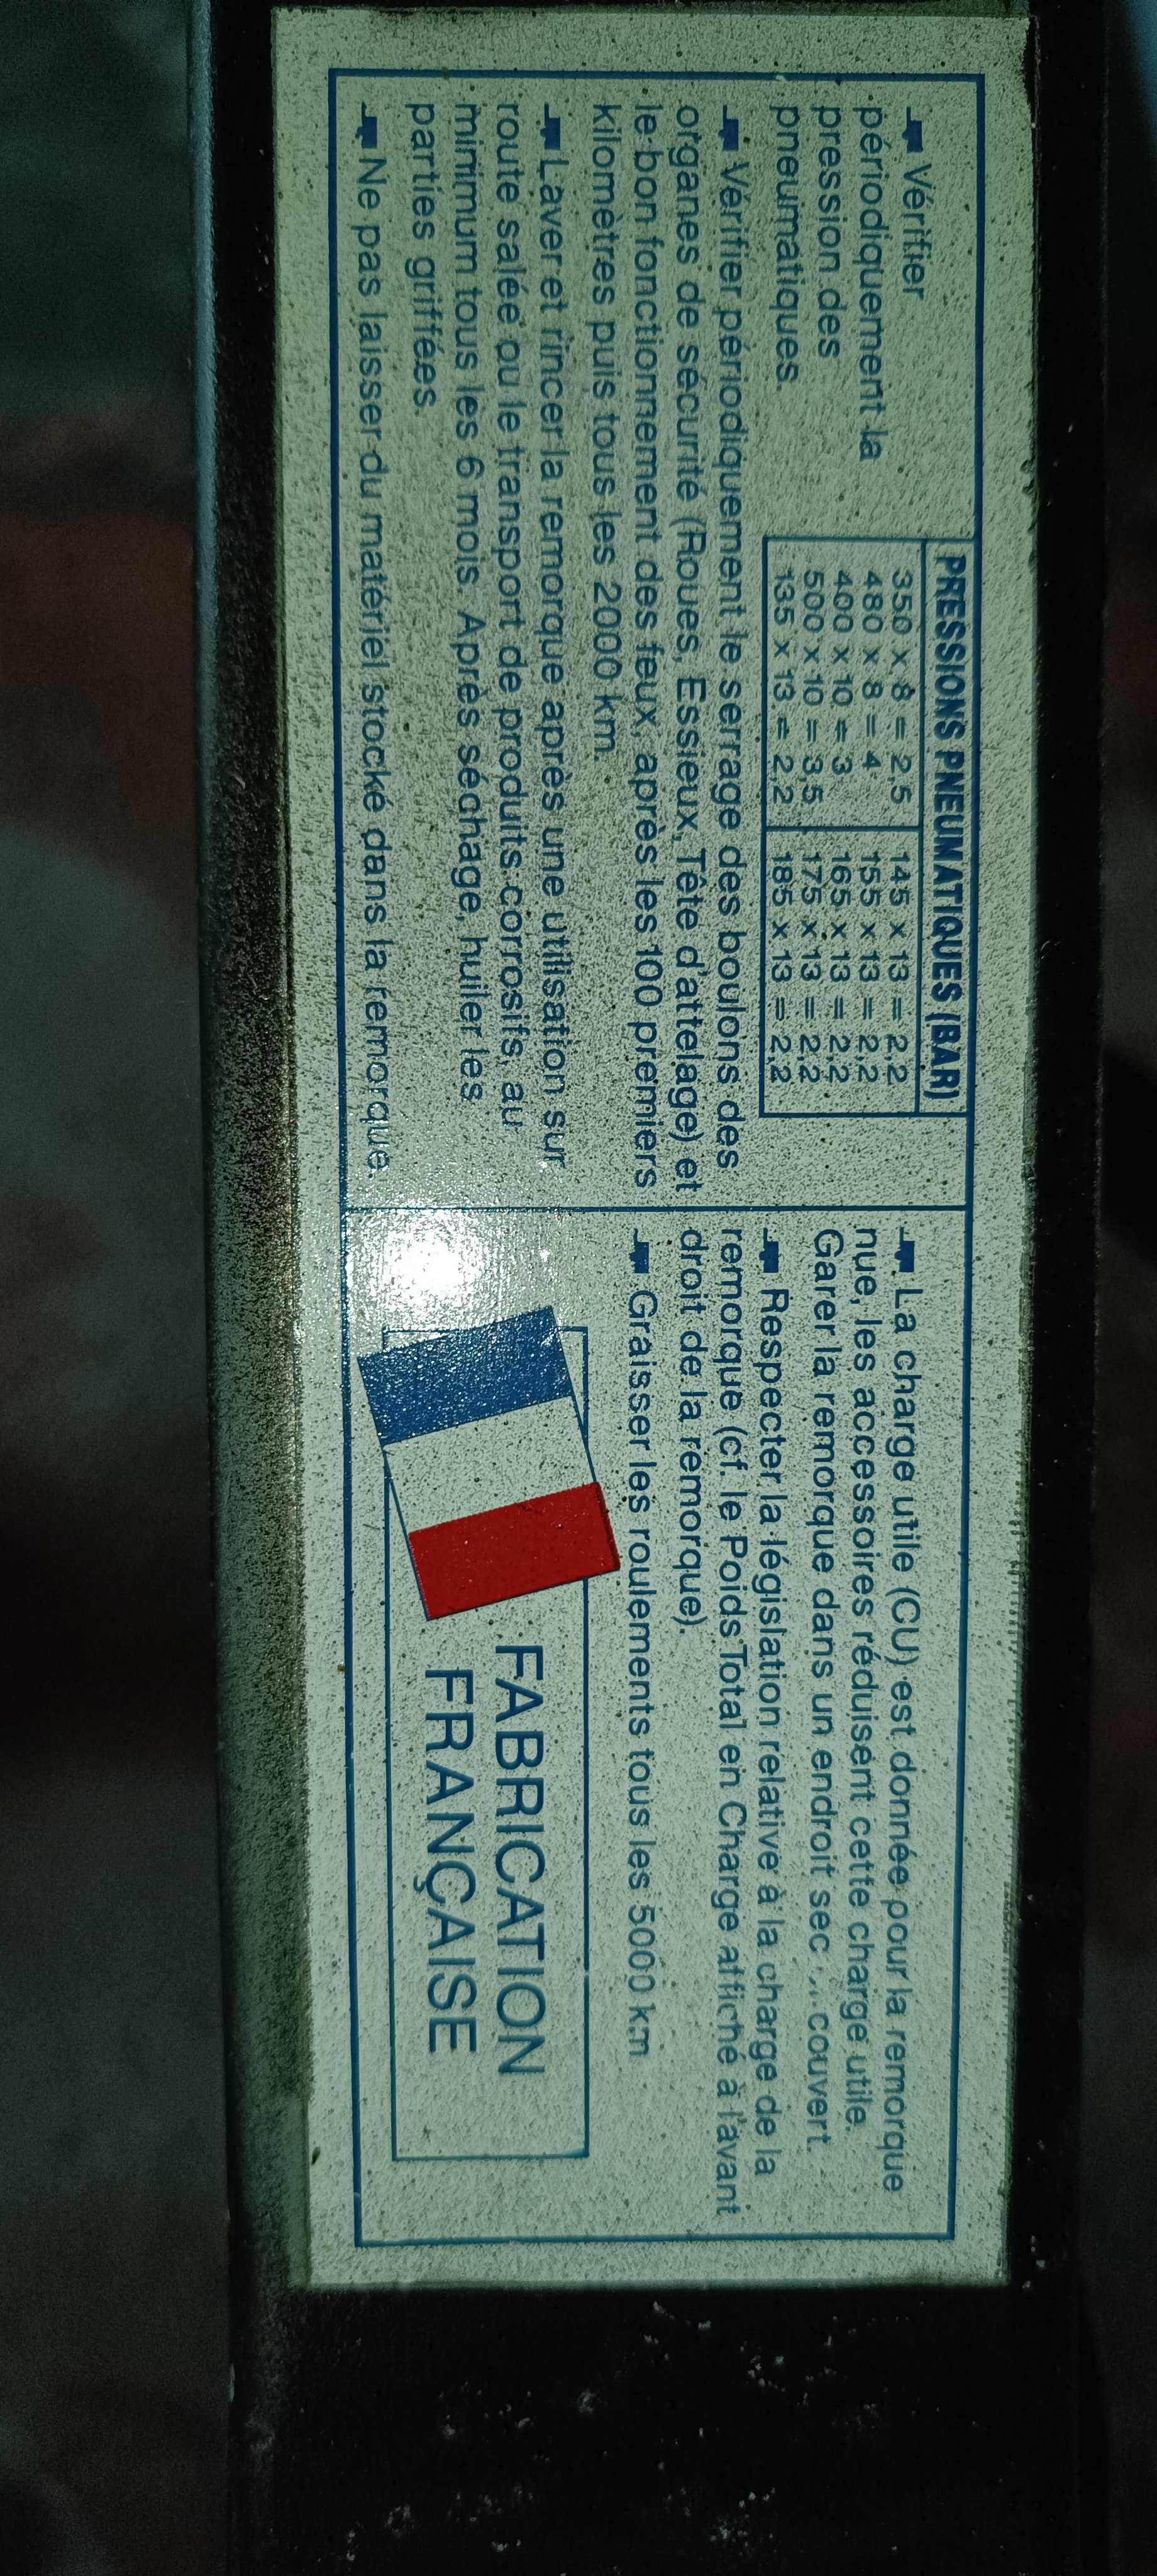 Vérifier
périodiquement la
pression des
pneumatiques.
PRESSIONS PNEUMATIQUES (BAR)
350 x 8 = 2,5 145 x 13 = 2,2
480 x 8 = 4 155 x 13 = 2,2
400 x 10 = 3 165 x 13 = 2,2
500 x 10 = 3,5 175 x 13 = 2,2
135 x 13 = 2,2 185 x 13 = 2,2
Vérifier périodiquement le serrage des boulons des
organes de sécurité (Roues, Essieux, Tête d'attelage) et
le bon fonctionnement des feux, après les 100 premiers
kilomètres puis tous les 2000 km.
Laver et rincer la remorque après une utilisation sur
route salée ou le transport de produits corrosifs, au
minimum tous les 6 mois. Après séchage, huiler les
parties griffées.
Ne pas laisser du matériel stocké dans la remorque.
La charge utile (CU) est donnée pour la remorque
nue, les accessoires réduisent cette charge utile.
Garer la remorque dans un endroit sec couvert.
Respecter la législation relative à la charge de la
remorque (cf. le Poids Total en Charge affiché à l'avant
droit de la remorque).
Graisser les roulements tous les 5000 km
FABRICATION
FRANÇAISE